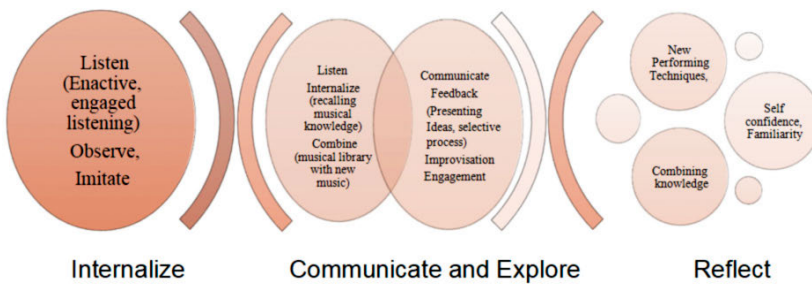 Listen
(Enactive,
engaged
listening)
Observe,
Imitate
Listen
Internalize
(recalling
musical
knowledge)
Combine
(musical library
with new
music)
Communicate
Feedback
(Presenting
Ideas, selective
process)
Improvisation
Engagement
New
Performing
Techniques,
Self
confidence,
Familiarity
Combining
knowledge
Internalize
Communicate and Explore
Reflect